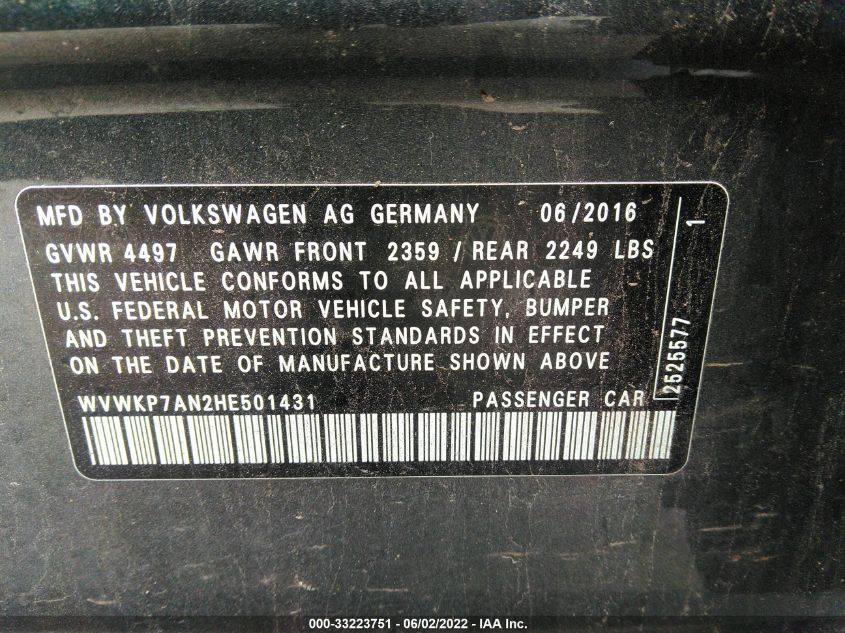 MFD BY VOLKSWAGEN AG GERMANY 06/2016
GVWR 4497 GAWR FRONT 2359 / REAR 2249 LBS
THIS VEHICLE CONFORMS TO ALL APPLICABLE
U.S. FEDERAL MOTOR VEHICLE SAFETY, BUMPER
AND THEFT PREVENTION STANDARDS IN EFFECT
ON THE DATE OF MANUFACTURE SHOWN ABOVE
WVWKP7AN2HE501431 PASSENGER CAR
2525577 1
000-33223751 - 06/02/2022 - IAA Inc.